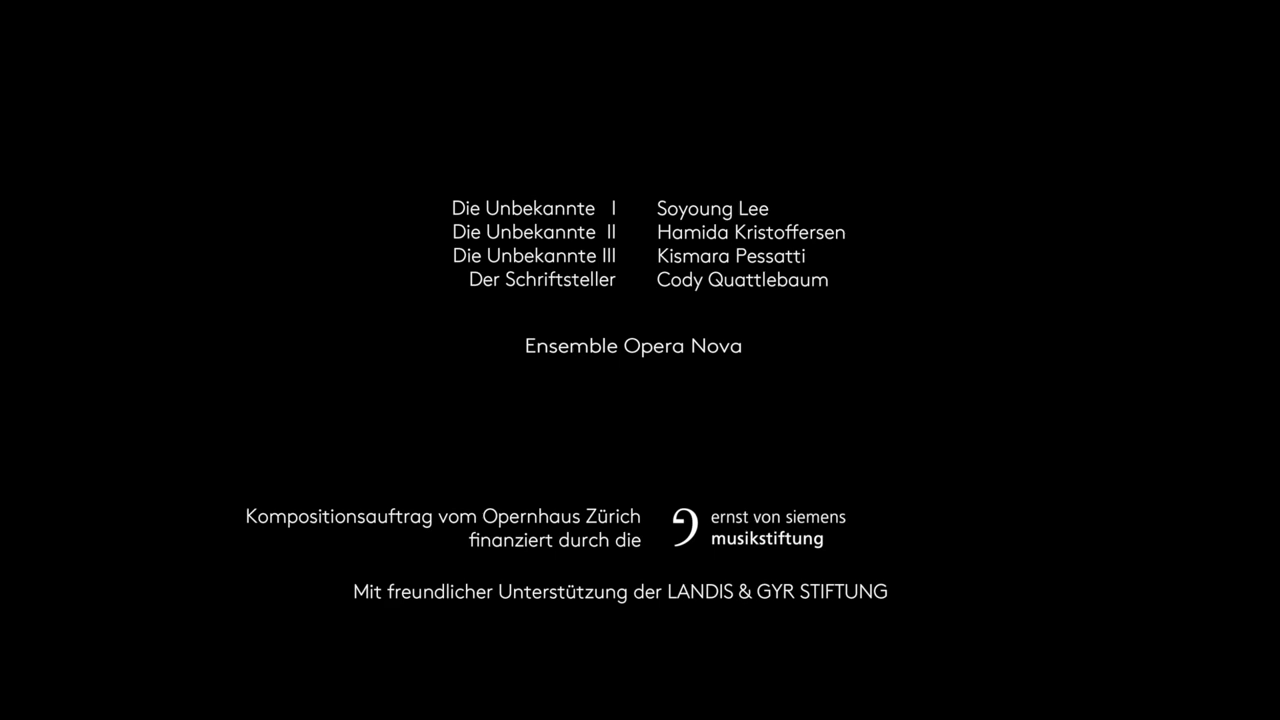 Die Unbekannte I Soyoung Lee
Die Unbekannte II Hamida Kristoffersen
Die Unbekannte III Kismara Pessatti
Der Schriftsteller Cody Quattlebaum
Ensemble Opera Nova
Kompositionsauftrag vom Opernhaus Zürich
finanziert durch die
ernst von siemens
musikstiftung
Mit freundlicher Unterstützung der LANDIS & GYR STIFTUNG